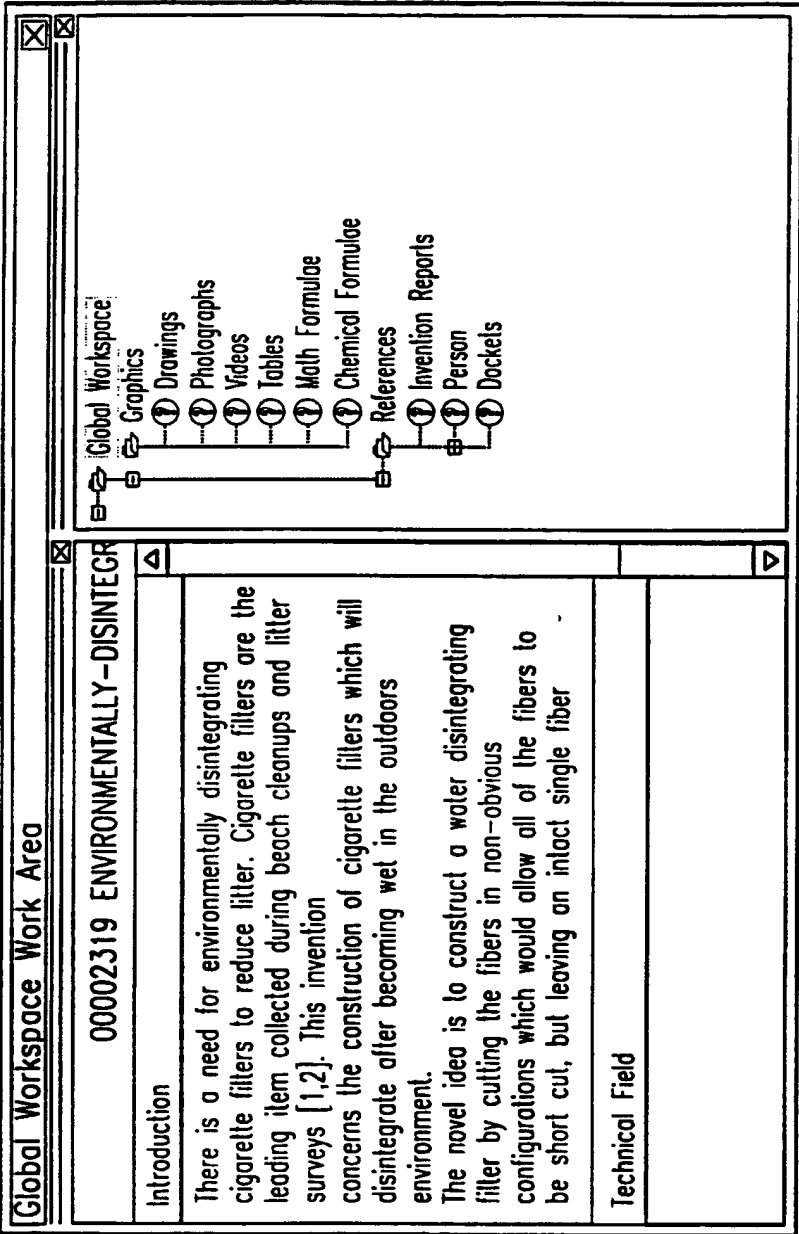 Global Workspace Work Area
00002319 ENVIRONMENTALLY-DISINTEGR
Introduction
There is a need for environmentally disintegrating
cigarette filters to reduce litter. Cigarette filters are the
leading item collected during beach cleanups and litter
surveys [1,2]. This invention
concerns the construction of cigarette filters which will
disintegrate after becoming wet in the outdoors
environment.
The novel idea is to construct a water disintegrating
filter by cutting the fibers in non-obvious
configurations which would allow all of the fibers to
be short cut, but leaving an intact single fiber -
Technical Field
Global Workspace
Graphics
Drawings
Photographs
Videos
Tables
Math Formulae
Chemical Formulae
References
Invention Reports
Person
Dockets